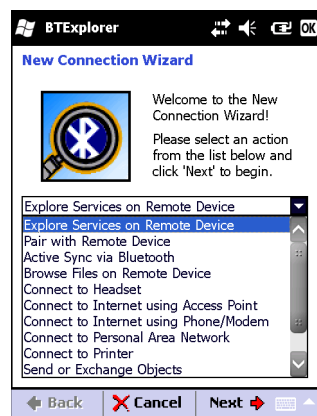 BTExplorer
OK
New Connection Wizard
Welcome to the New
Connection Wizard!
Please select an action
from the list below and
click 'Next' to begin.
Explore Services on Remote Device
Explore Services on Remote Device
Pair with Remote Device
Active Sync via Bluetooth
Browse Files on Remote Device
Connect to Headset
Connect to Internet using Access Point
Connect to Internet using Phone/Modem
Connect to Personal Area Network
Connect to Printer
Send or Exchange Objects
Back Cancel Next